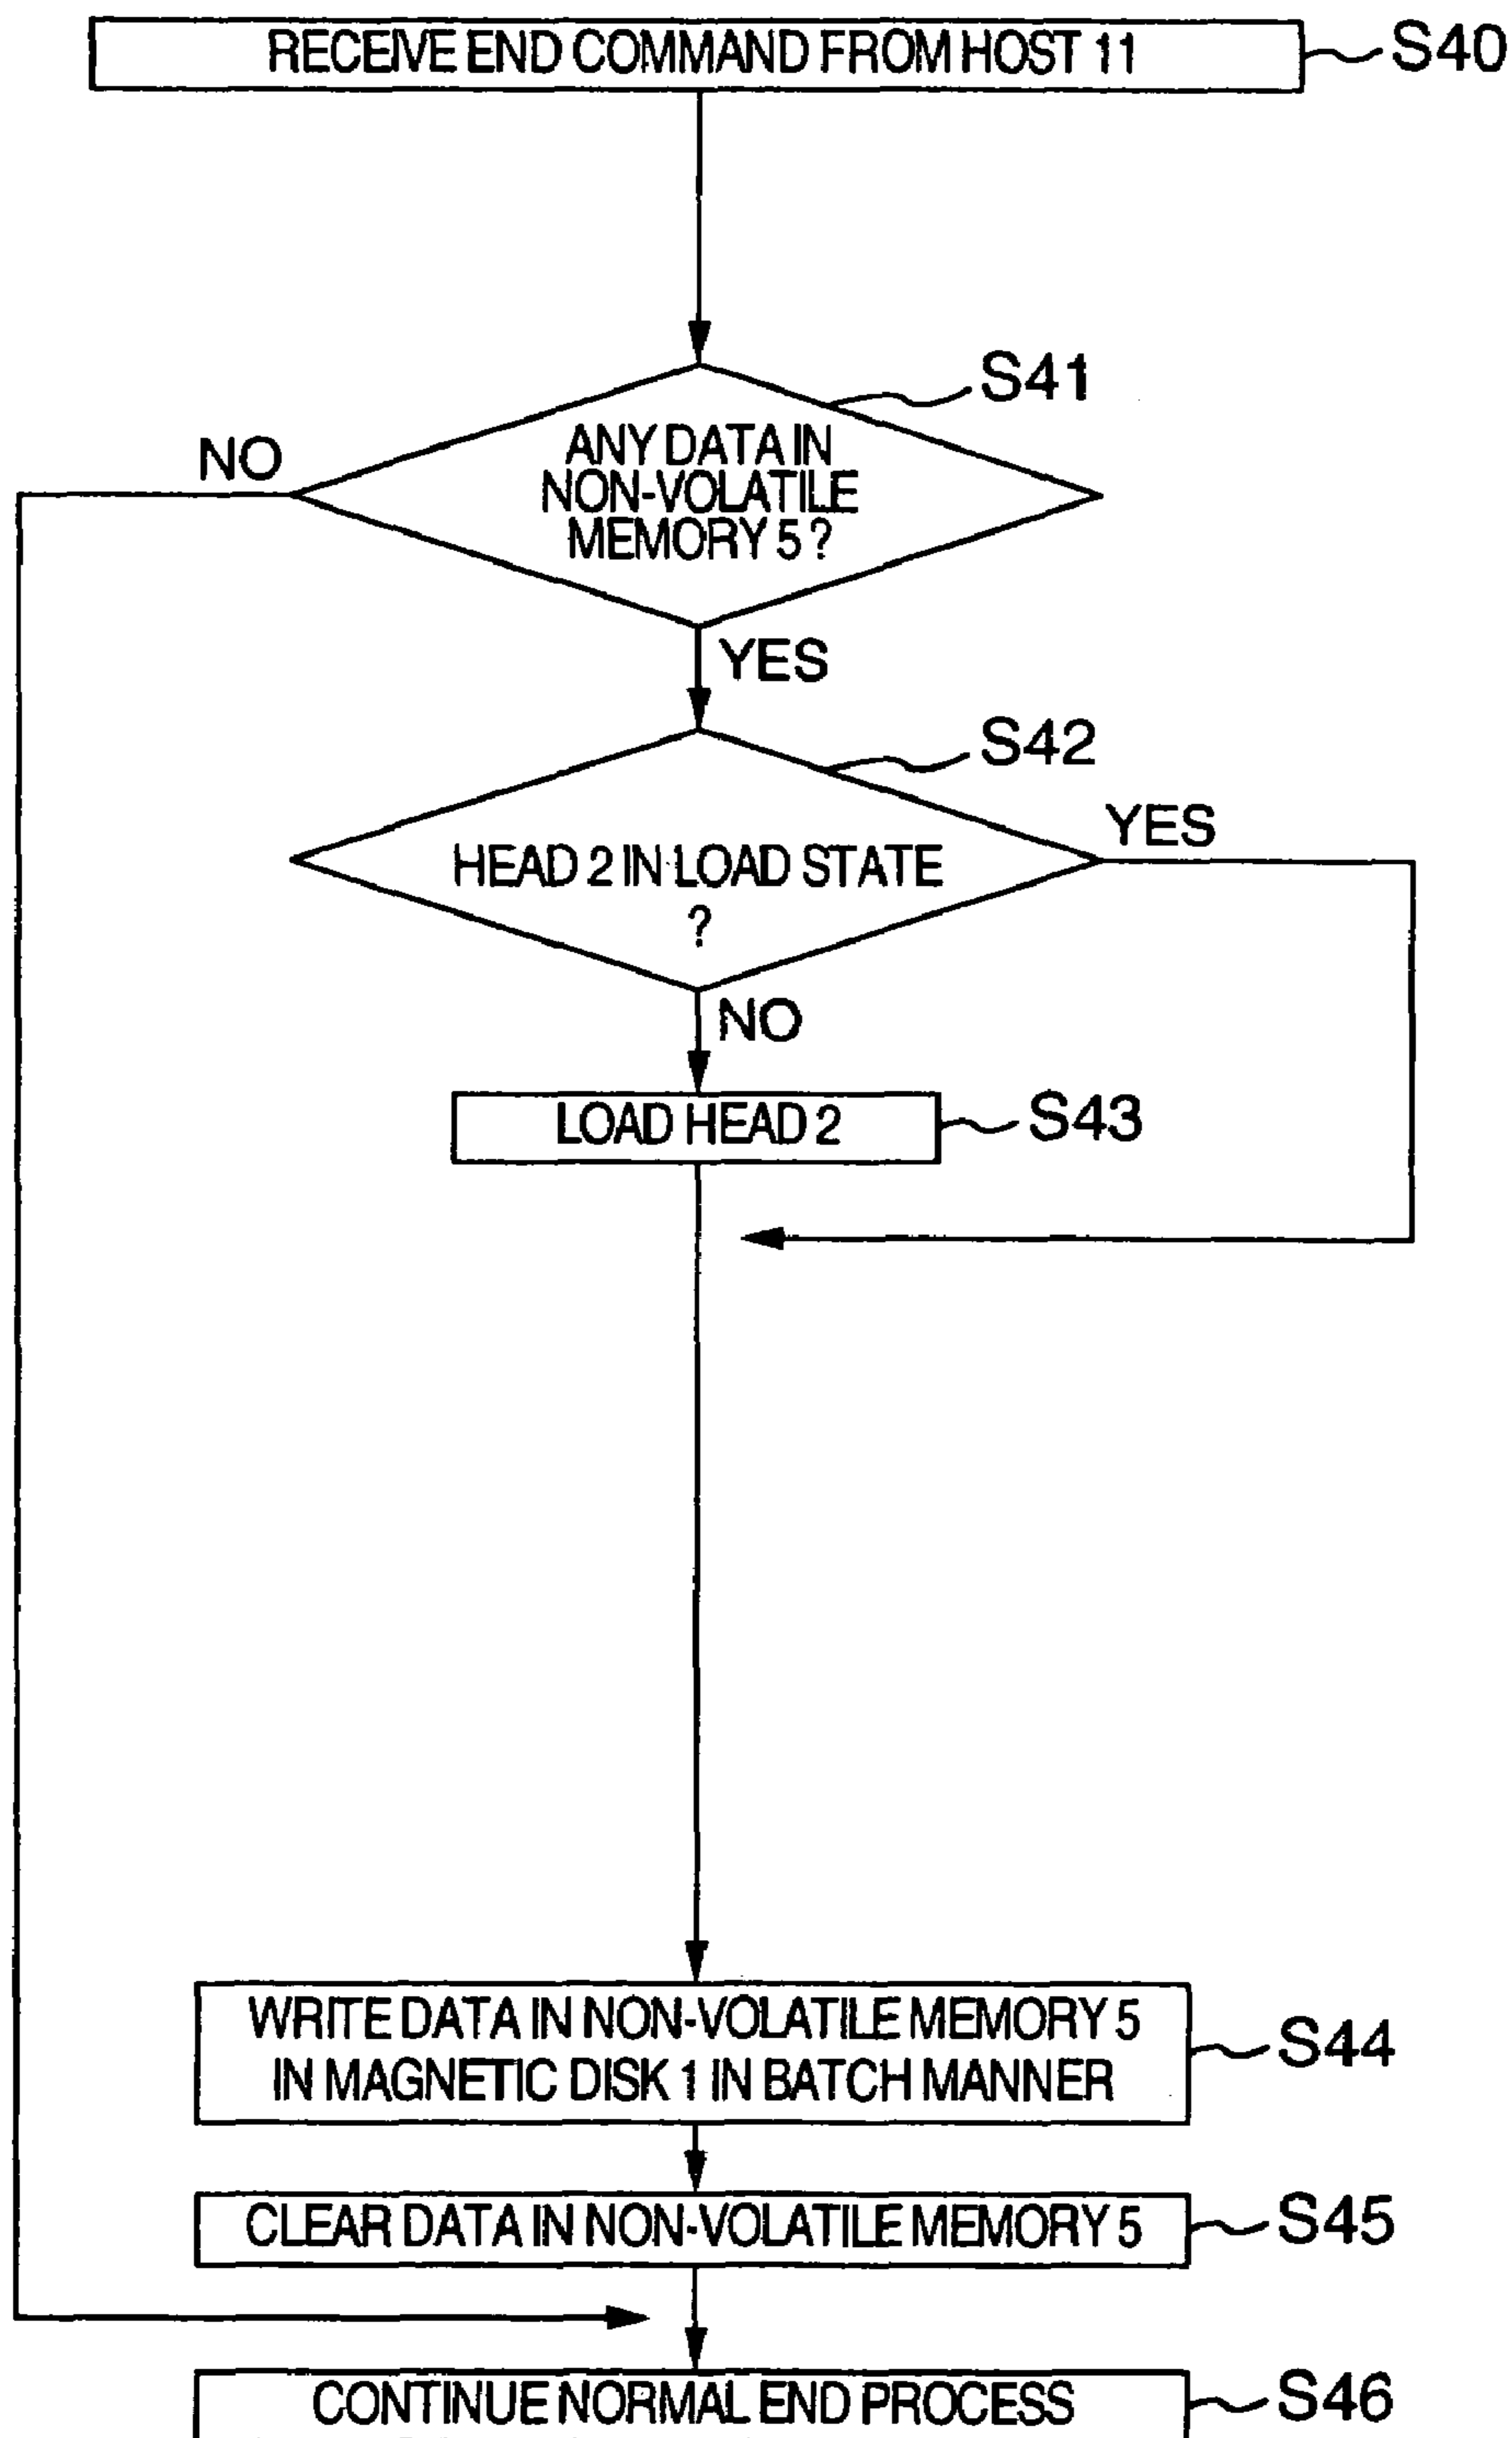 RECEIVE END COMMAND FROM HOST 11
S40
S41
ANY DATA IN
NON-VOLATILE
MEMORY 5 ?
NO
YES
S42
HEAD 2 IN LOAD STATE
?
YES
NO
LOAD HEAD 2
S43
WRITE DATA IN NON-VOLATILE MEMORY 5
IN MAGNETIC DISK 1 IN BATCH MANNER
S44
CLEAR DATA IN NON-VOLATILE MEMORY 5
S45
CONTINUE NORMAL END PROCESS
S46